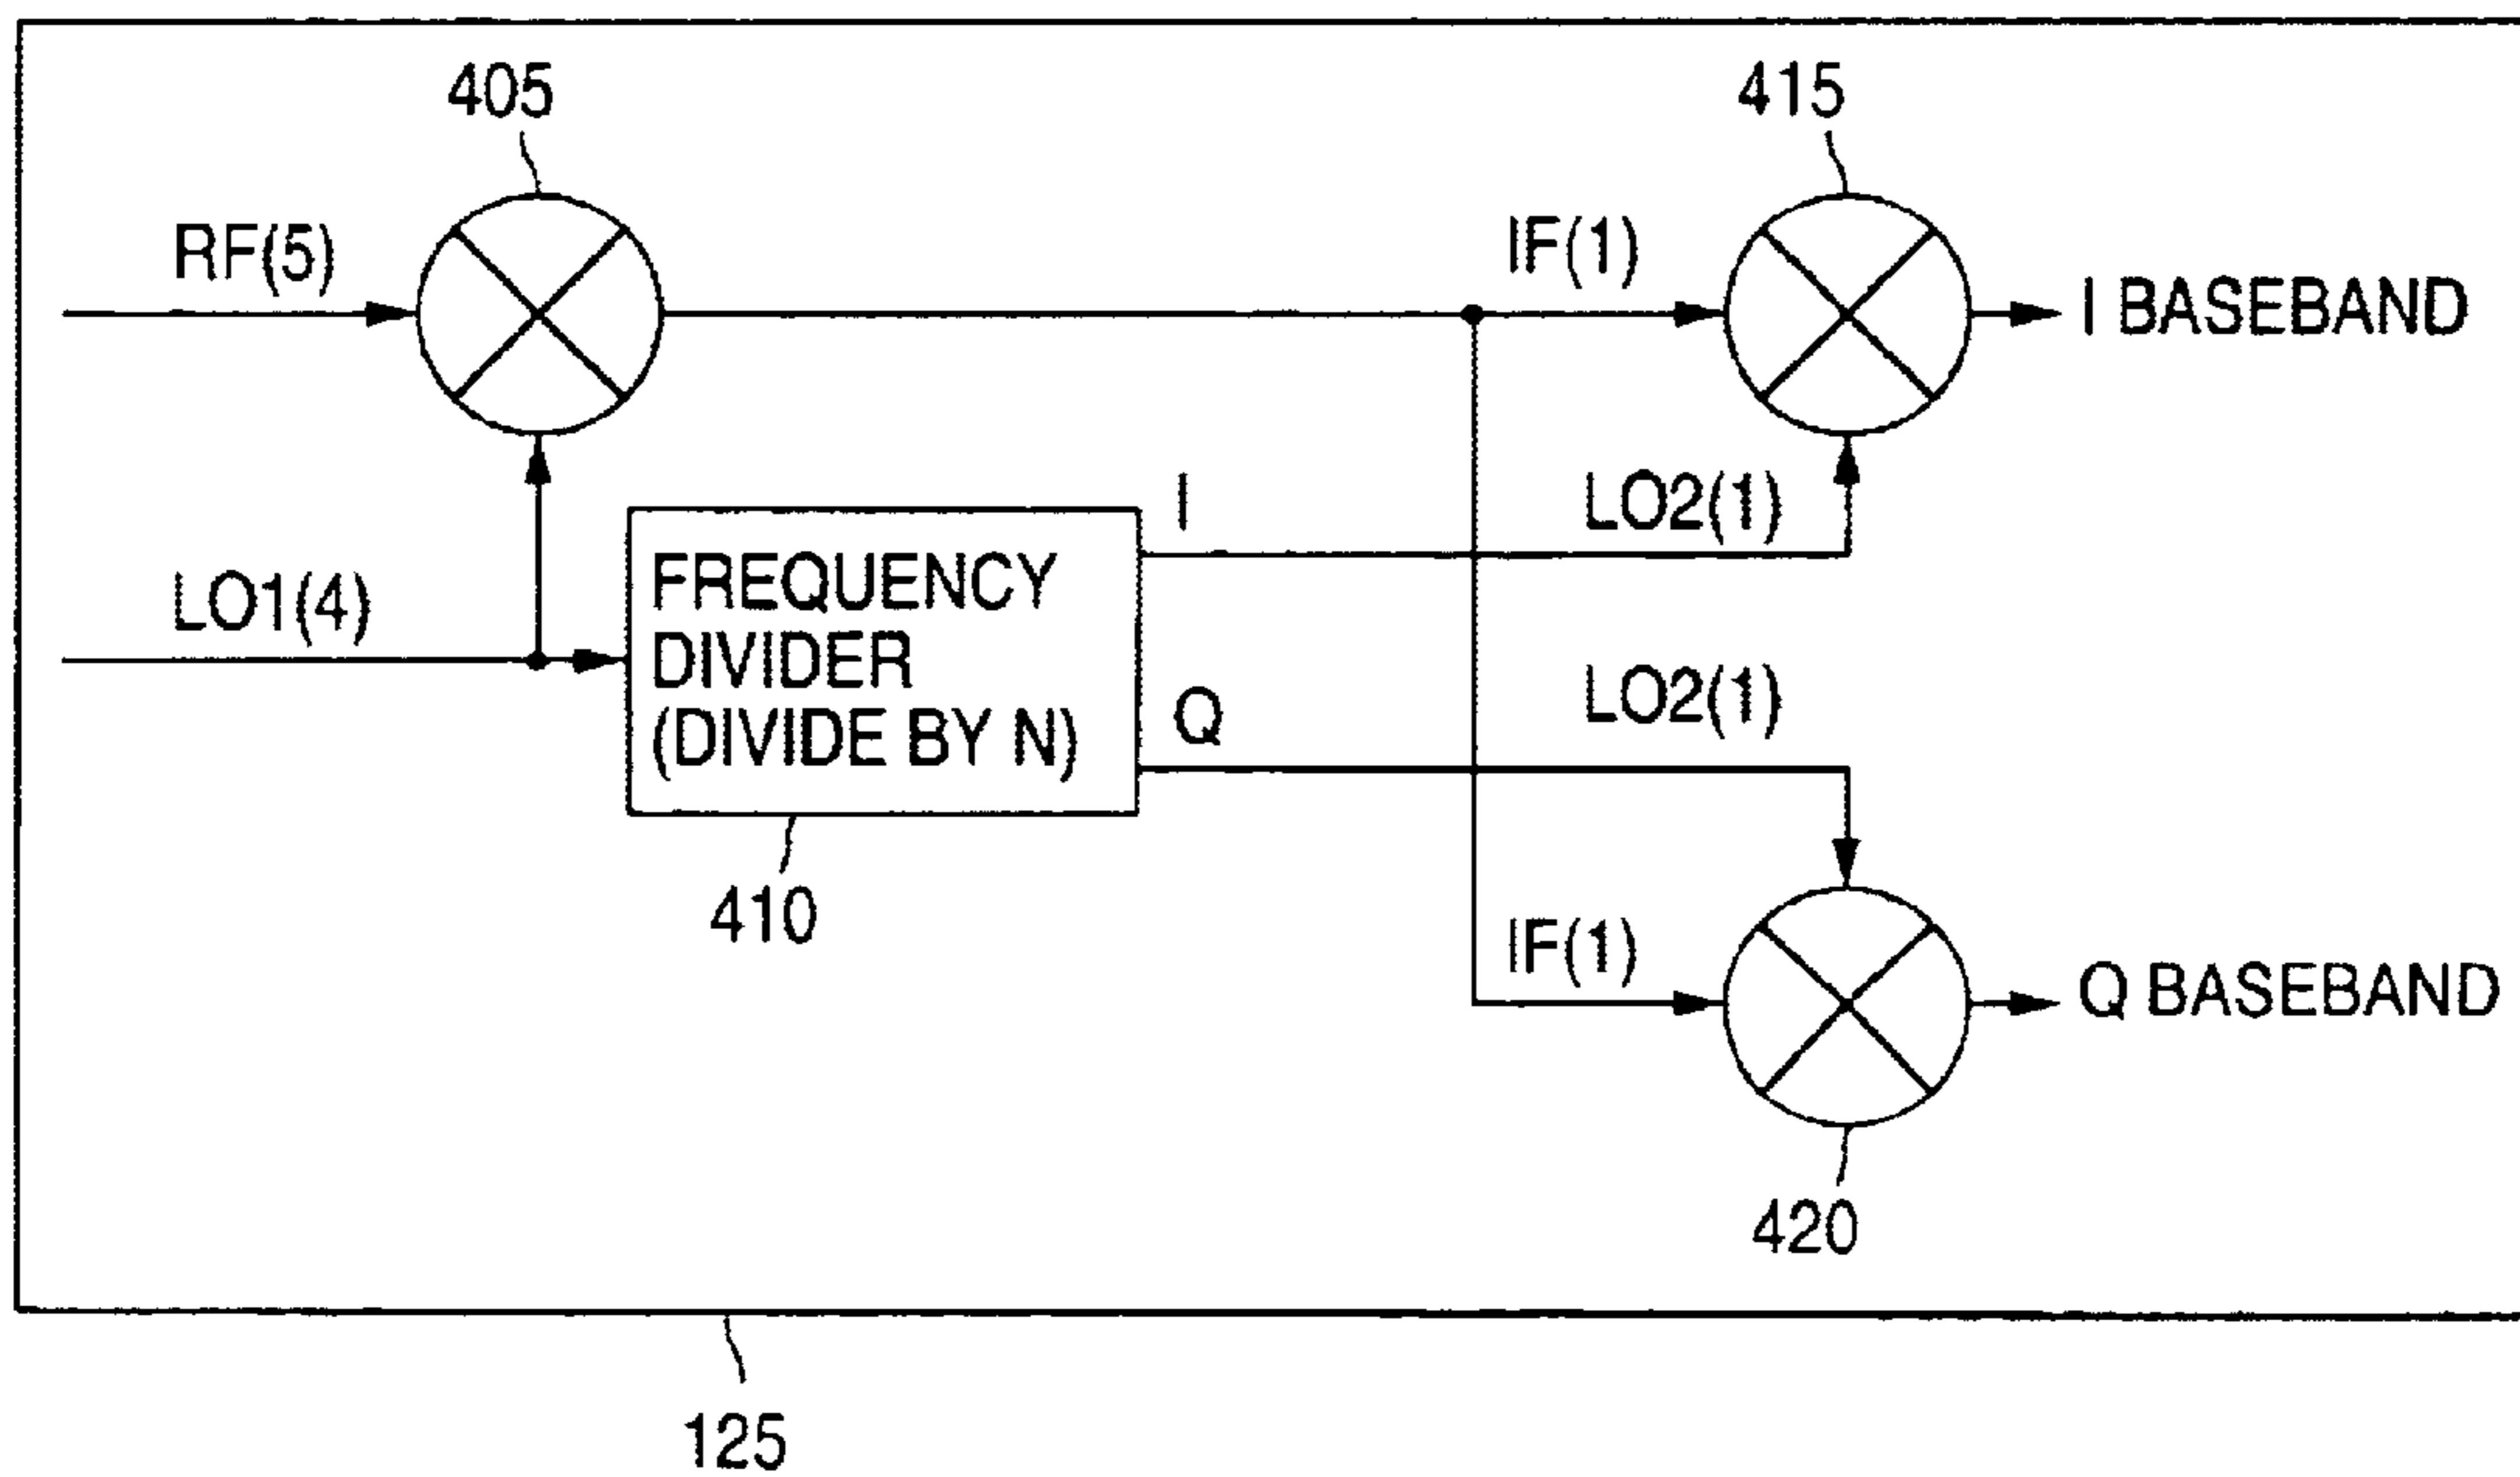 405
415
RF(5)
IF(1)
I BASEBAND
I
LO2(1)
LO1(4)
FREQUENCY
DIVIDER
(DIVIDE BY N)
Q
LO2(1)
410
IF(1)
Q BASEBAND
420
125